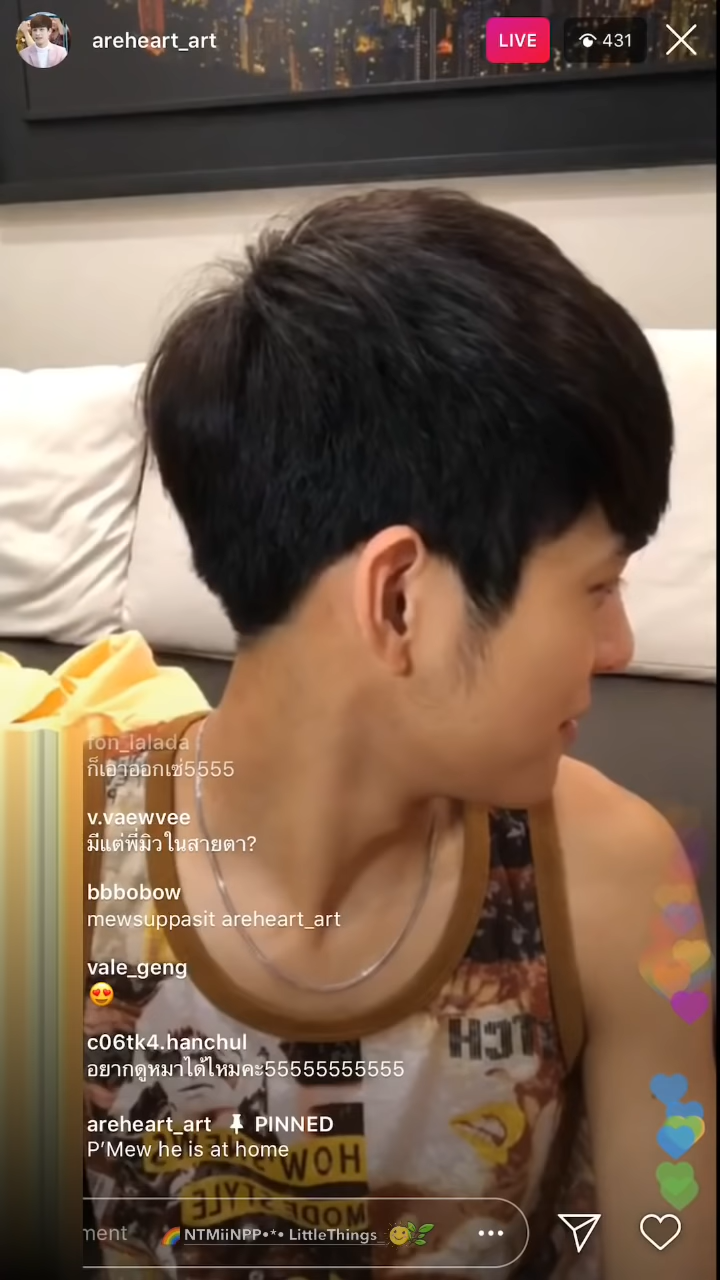 areheart_art
LIVE
431
fon_lalada
ก็เอาออกเซ่5555
v.vaewvee
มีแต่พี่มิวในสายตา?
bbbobow
mewsuppasit areheart_art
vale_geng
😍
c06tk4.hanchul
อยากดูหมาได้ไหมคะ55555555555
areheart_art 📌 PINNED
P'Mew he is at home
ment 🌈NTMiiNPP•*• LittleThings_🌞🌿